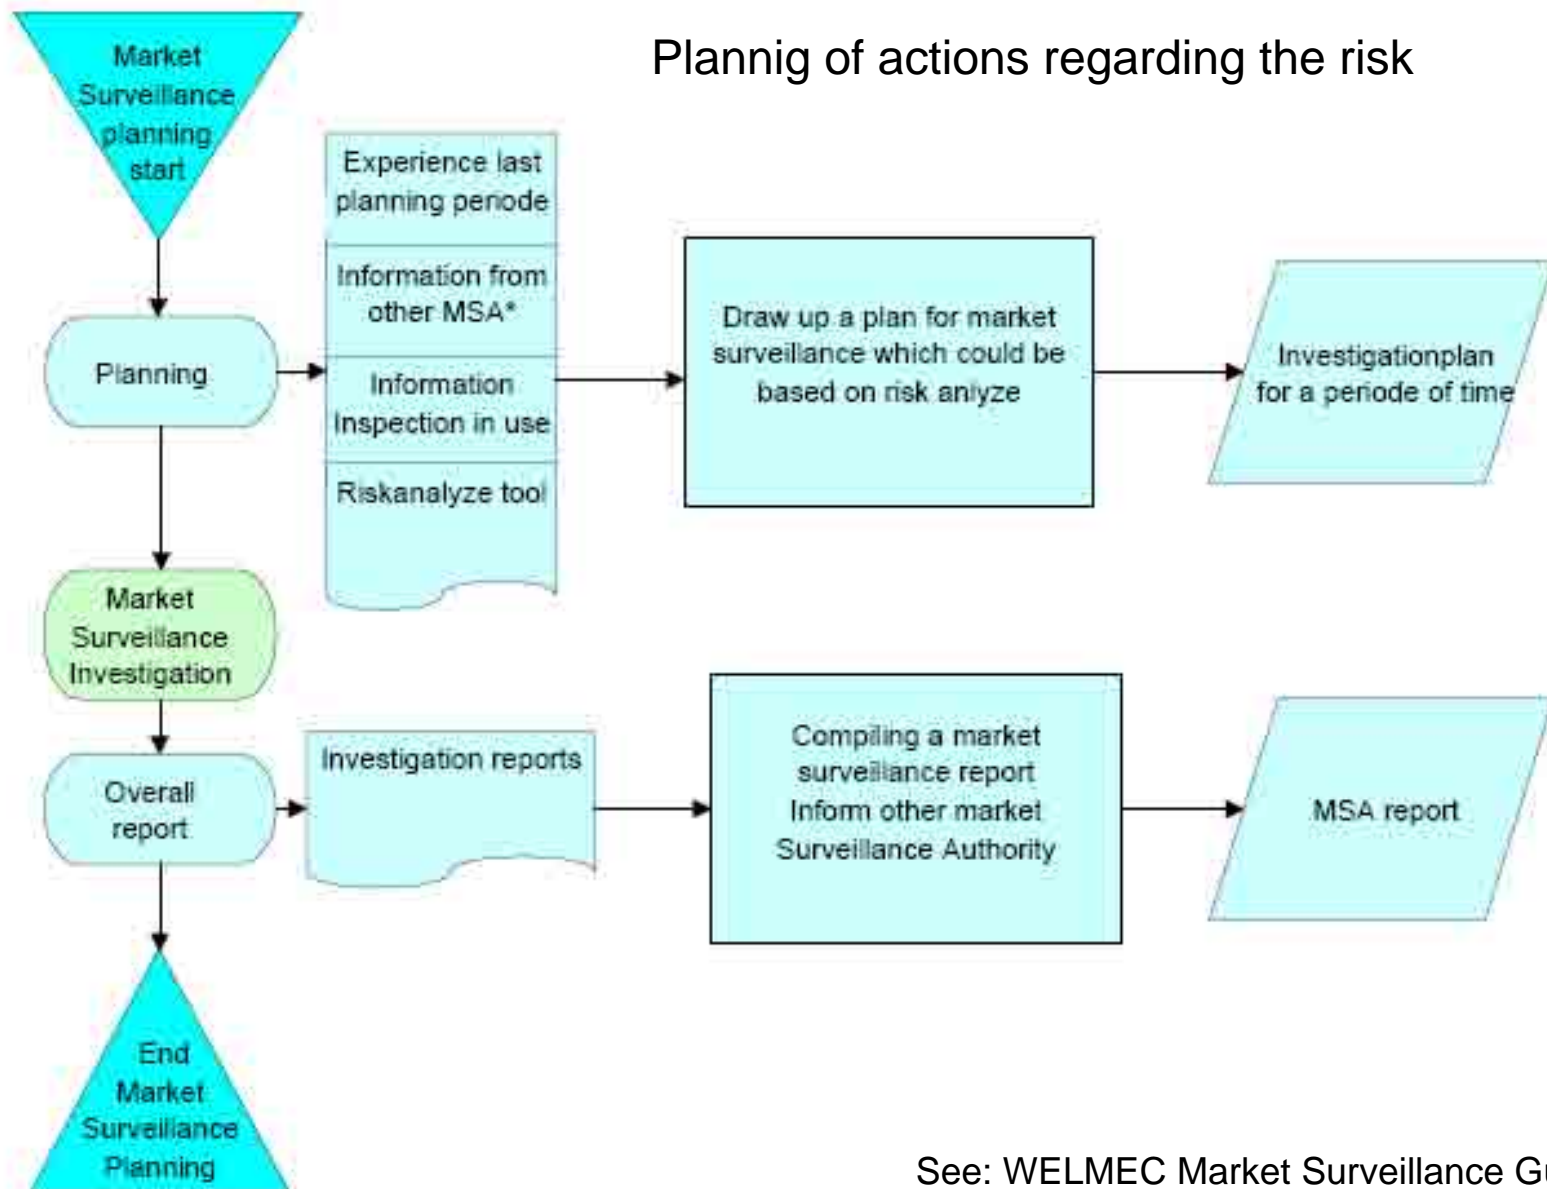 Plannig of actions regarding the risk
Market
Surveillance
planning
start
Planning
Experience last
planning periode
Information from
other MSA*
Information
Inspection in use
Riskanalyze tool
Draw up a plan for market
surveillance which could be
based on risk anlyze
Investigationplan
for a periode of time
Market
Surveillance
Investigation
Overall
report
Investigation reports
Compiling a market
surveillance report
Inform other market
Surveillance Authority
MSA report
End
Market
Surveillance
Planning
See: WELMEC Market Surveillance